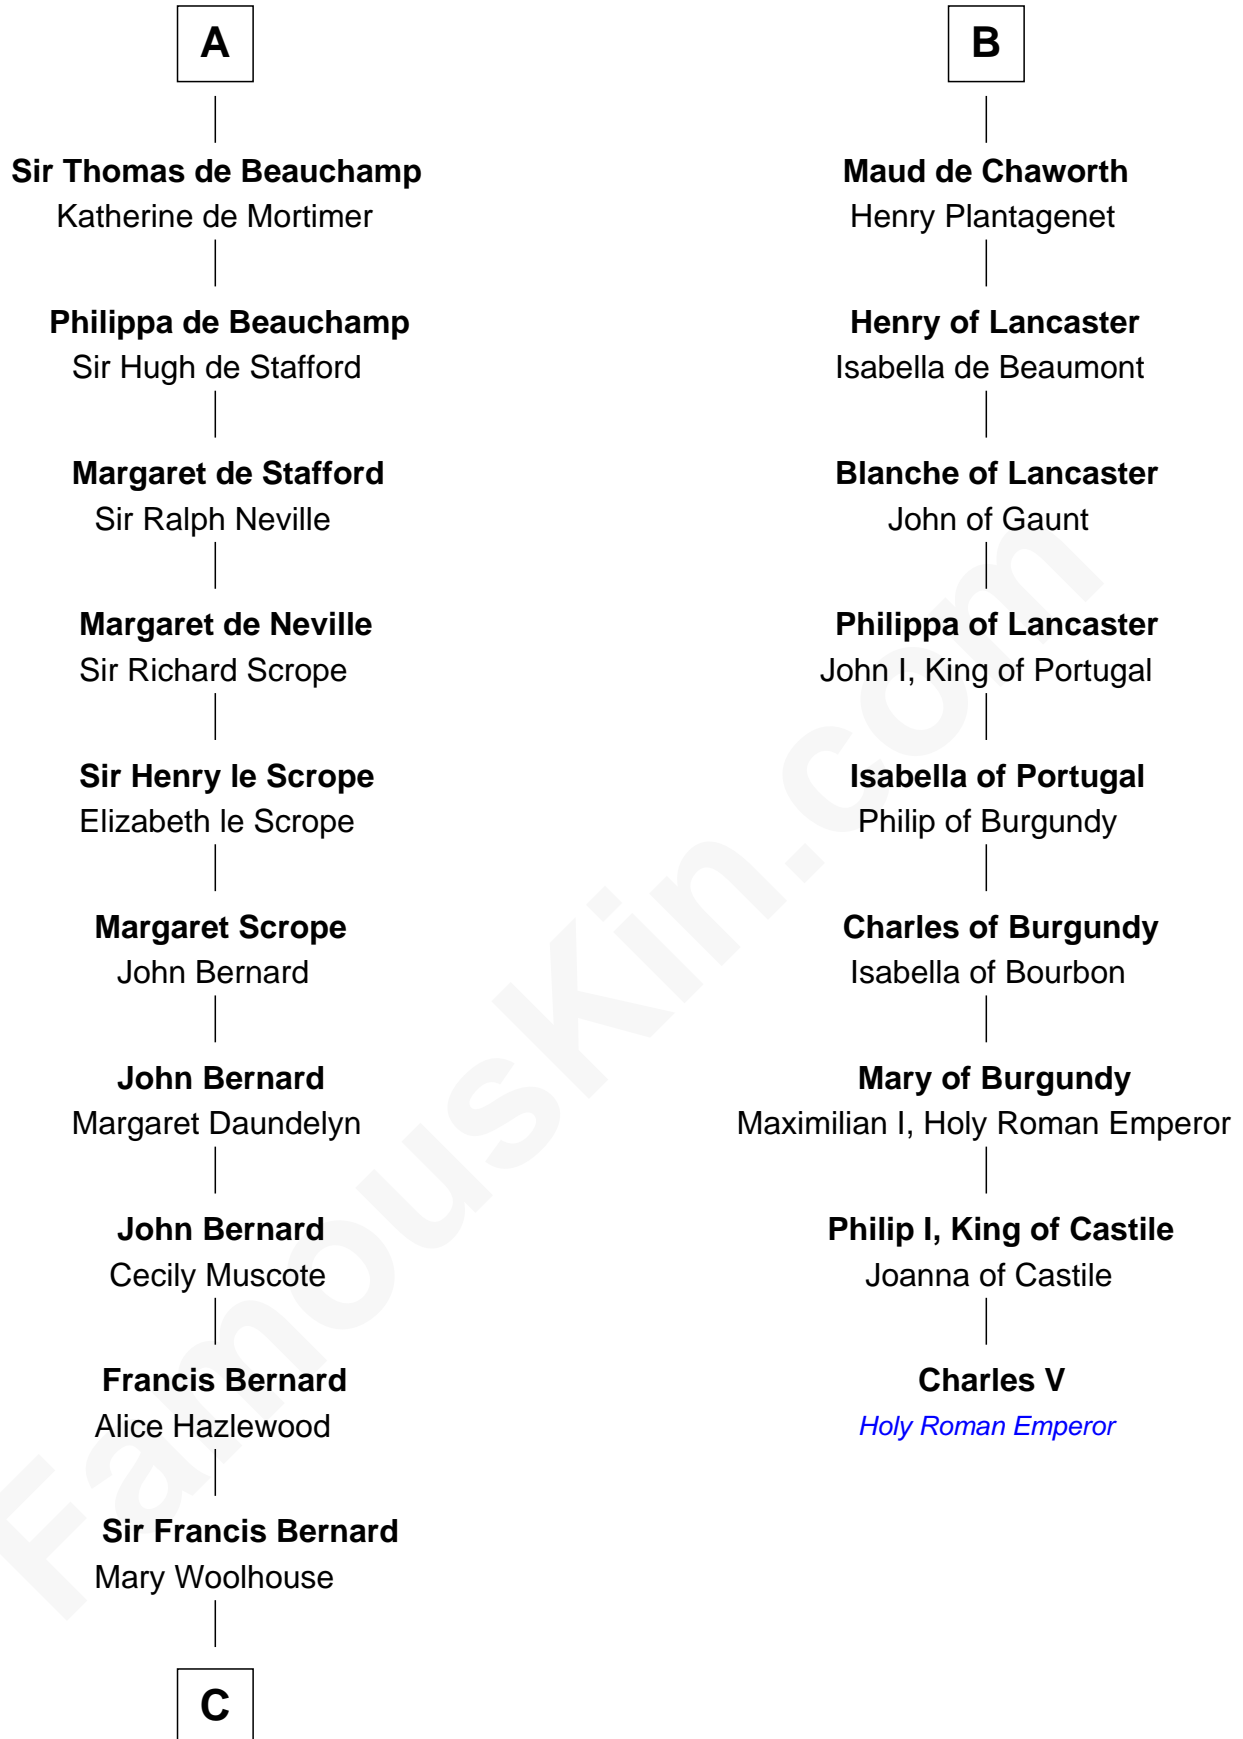 A
Sir Thomas de Beauchamp
Katherine de Mortimer
Philippa de Beauchamp
Sir Hugh de Stafford
Margaret de Stafford
Sir Ralph Neville
Margaret de Neville
Sir Richard Scrope
Sir Henry le Scrope
Elizabeth le Scrope
Margaret Scrope
John Bernard
John Bernard
Margaret Daundelyn
John Bernard
Cecily Muscote
Francis Bernard
Alice Hazlewood
Sir Francis Bernard
Mary Woolhouse
C
B
Maud de Chaworth
Henry Plantagenet
Henry of Lancaster
Isabella de Beaumont
Blanche of Lancaster
John of Gaunt
Philippa of Lancaster
John I, King of Portugal
Isabella of Portugal
Philip of Burgundy
Charles of Burgundy
Isabella of Bourbon
Mary of Burgundy
Maximilian I, Holy Roman Emperor
Philip I, King of Castile
Joanna of Castile
Charles V
Holy Roman Emperor
FamousKin.com